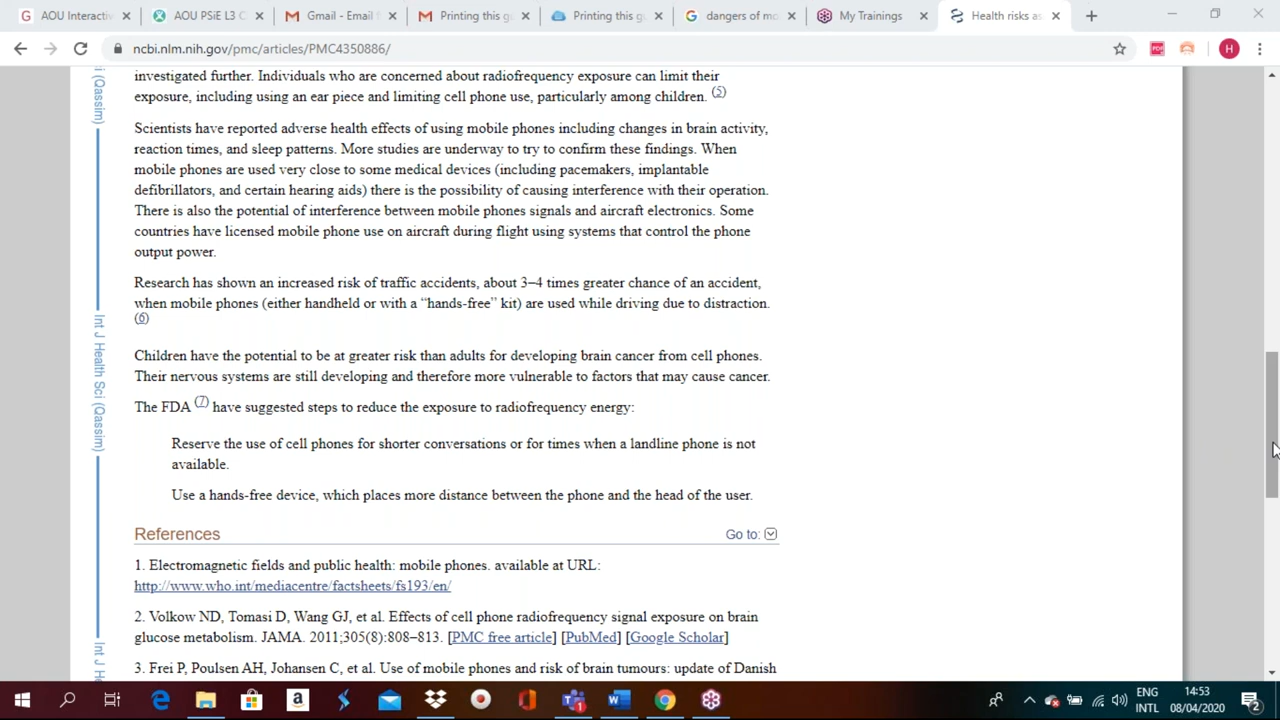 AOU Interactiv
AOU PSiE L3 C
Gmail - Email f
Printing this go
Printing this gu
dangers of mo
My Trainings
Health risks as
ncbi.nlm.nih.gov/pmc/articles/PMC4350886/
investigated further. Individuals who are concerned about radiofrequency exposure can limit their
exposure, including using an ear piece and limiting cell phone use, particularly among children. (5)
Scientists have reported adverse health effects of using mobile phones including changes in brain activity,
reaction times, and sleep patterns. More studies are underway to try to confirm these findings. When
mobile phones are used very close to some medical devices (including pacemakers, implantable
defibrillators, and certain hearing aids) there is the possibility of causing interference with their operation.
There is also the potential of interference between mobile phones signals and aircraft electronics. Some
countries have licensed mobile phone use on aircraft during flight using systems that control the phone
output power.
Research has shown an increased risk of traffic accidents, about 3–4 times greater chance of an accident,
when mobile phones (either handheld or with a “hands-free” kit) are used while driving due to distraction.
(6)
Children have the potential to be at greater risk than adults for developing brain cancer from cell phones.
Their nervous systems are still developing and therefore more vulnerable to factors that may cause cancer.
The FDA (7) have suggested steps to reduce the exposure to radiofrequency energy:
Reserve the use of cell phones for shorter conversations or for times when a landline phone is not
available.
Use a hands-free device, which places more distance between the phone and the head of the user.
References
Go to:
1. Electromagnetic fields and public health: mobile phones. available at URL:
http://www.who.int/mediacentre/factsheets/fs193/en/
2. Volkow ND, Tomasi D, Wang GJ, et al. Effects of cell phone radiofrequency signal exposure on brain
glucose metabolism. JAMA. 2011;305(8):808–813. [PMC free article] [PubMed] [Google Scholar]
3. Frei P, Poulsen AH, Johansen C, et al. Use of mobile phones and risk of brain tumours: update of Danish
(Qassim)
Int J Health Sci (Qassim)
Int J He
PDF
H
ENG
INTL
14:53
08/04/2020
2